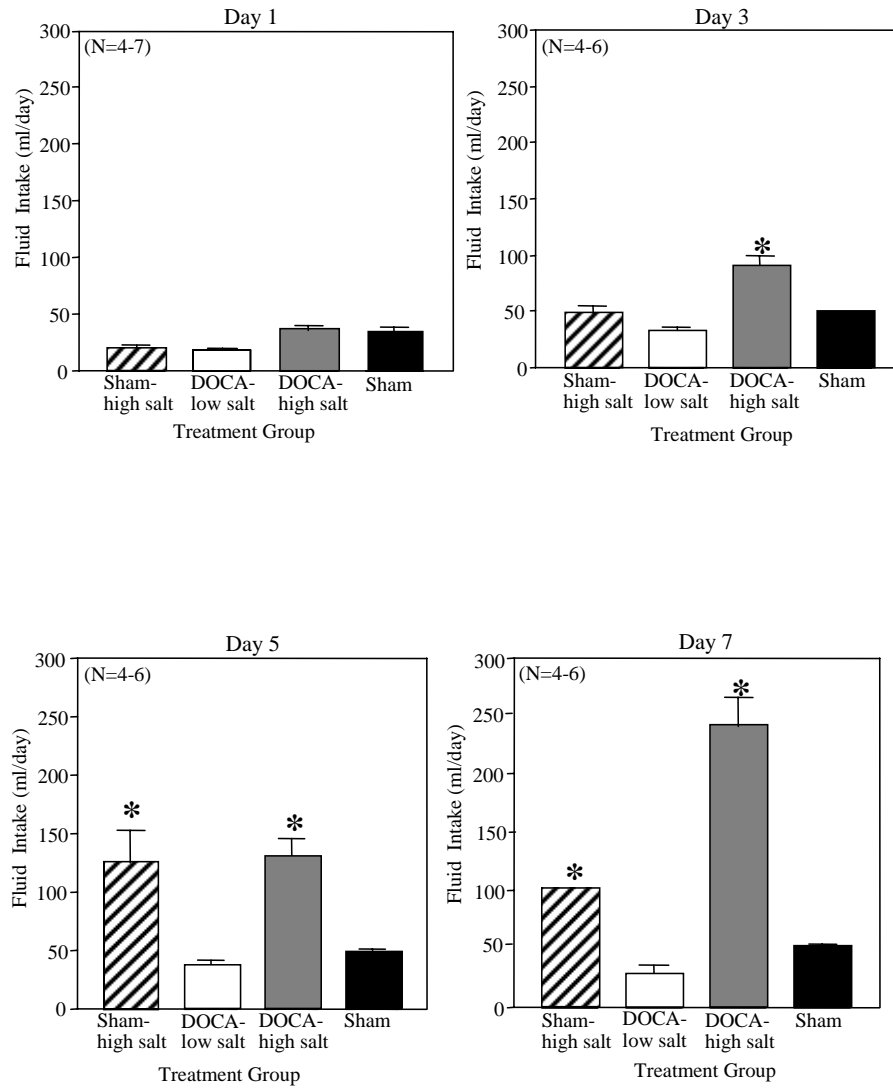 Day 1
(N=4-7)
300
250
200
150
100
50
0
Fluid Intake (ml/day)
Sham- DOCA- DOCA- Sham
high salt low salt high salt
Treatment Group
Day 3
(N=4-6)
300
250
200
150
100
50
0
Fluid Intake (ml/day)
*
Sham- DOCA- DOCA- Sham
high salt low salt high salt
Treatment Group
Day 5
(N=4-6)
300
250
200
150
100
50
0
Fluid Intake (ml/day)
* *
Sham- DOCA- DOCA- Sham
high salt low salt high salt
Treatment Group
Day 7
(N=4-6)
300
250
200
150
100
50
0
Fluid Intake (ml/day)
* *
Sham- DOCA- DOCA- Sham
high salt low salt high salt
Treatment Group